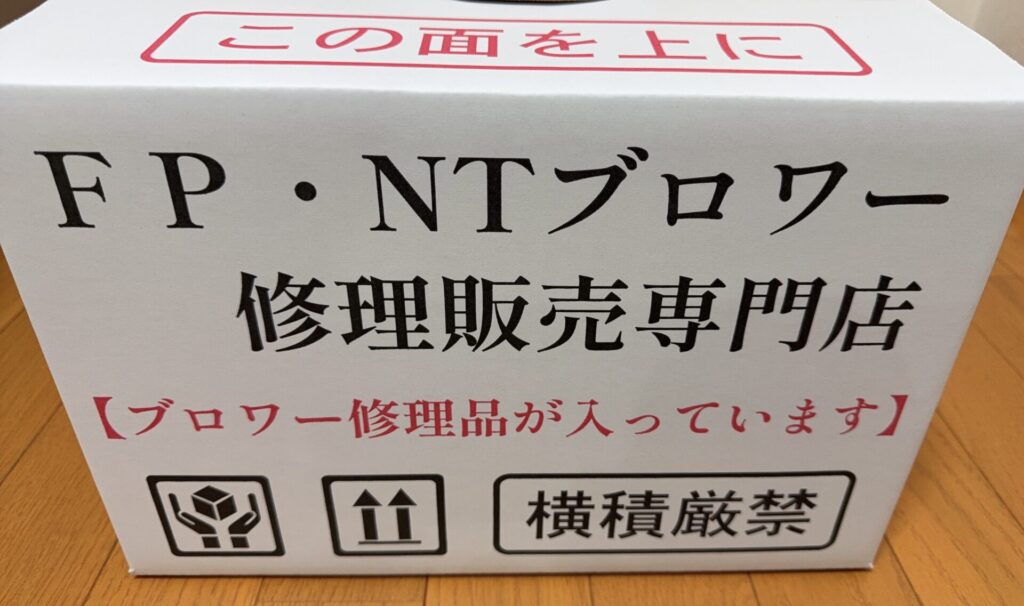 この面を上に
ＦＰ・NTブロワー
修理販売専門店
【ブロワー修理品が入っています】
横積厳禁